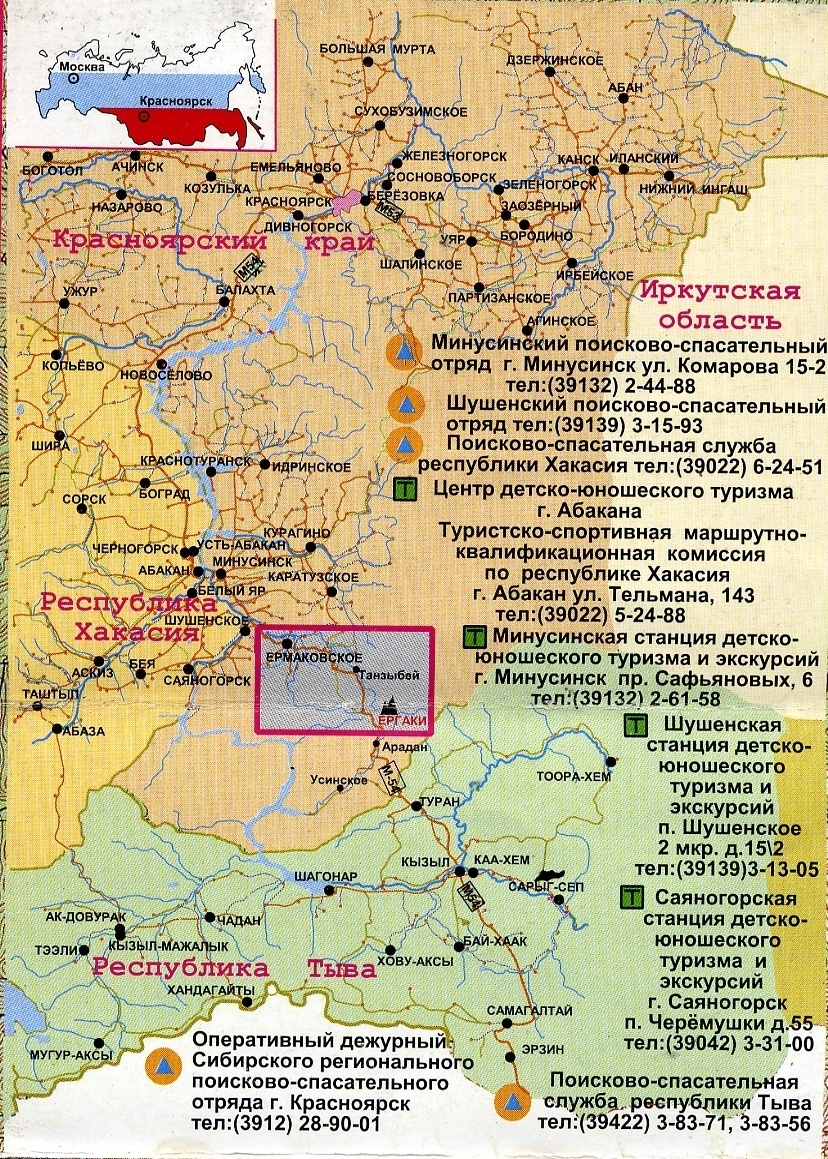 Москва
Красноярск
БОЛЬШАЯ МУРТА
ДЗЕРЖИНСКОЕ
АБАН
СУХОБУЗИМСКОЕ
БОГОТОЛ
АЧИНСК
КОЗУЛЬКА
ЕМЕЛЬЯНОВО
ЖЕЛЕЗНОГОРСК
СОСНОВОБОРСК
КАНСК
ИЛАНСКИЙ
НИЖНИЙ ИНГАШ
НАЗАРОВО
КРАСНОЯРСК
БЕРЁЗОВКА
ЗЕЛЕНОГОРСК
М53
ЗАОЗЁРНЫЙ
ДИВНОГОРСК
УЯР
БОРОДИНО
Красноярский край
ШАЛИНСКОЕ
М54
ИРБЕЙСКОЕ
УЖУР
БАЛАХТА
ПАРТИЗАНСКОЕ
Иркутская
область
АГИНСКОЕ
КОПЬЁВО
НОВОСЁЛОВО
Минусинский поисково-спасательный
отряд г. Минусинск ул. Комарова 15-2
тел:(39132) 2-44-88
Шушенский поисково-спасательный
отряд тел:(39139) 3-15-93
Поисково-спасательная служба
республики Хакасия тел:(39022) 6-24-51
ШИРА
КРАСНОТУРАНСК
ИДРИНСКОЕ
БОГРАД
СОРСК
Т
Центр детско-юношеского туризма
г. Абакана
Туристско-спортивная маршрутно-
квалификационная комиссия
по республике Хакасия
г. Абакан ул. Тельмана, 143
тел:(39022) 5-24-88
КУРАГИНО
ЧЕРНОГОРСК
УСТЬ-АБАКАН
АБАКАН
МИНУСИНСК
КАРАТУЗСКОЕ
БЕЛЫЙ ЯР
Республика
Хакасия
ШУШЕНСКОЕ
Т
Минусинская станция детско-
юношеского туризма и экскурсий
г. Минусинск пр. Сафьяновых, 6
тел:(39132) 2-61-58
ЕРМАКОВСКОЕ
Танзыбей
ЕРГАКИ
АСКИЗ
БЕЯ
САЯНОГОРСК
ТАШТЫП
АБАЗА
Арадан
Усинское
М-54
ТУРАН
ТООРА-ХЕМ
Т
Шушенская
станция детско-
юношеского
туризма и
экскурсий
п. Шушенское
2 мкр. д.15\2
тел:(39139)3-13-05
КЫЗЫЛ
КАА-ХЕМ
САРЫГ-СЕП
М54
ШАГОНАР
АК-ДОВУРАК
ЧАДАН
ТЭЭЛИ
КЫЗЫЛ-МАЖАЛЫК
БАЙ-ХААК
ХОВУ-АКСЫ
Республика Тыва
ХАНДАГАЙТЫ
САМАГАЛТАЙ
ЭРЗИН
МУГУР-АКСЫ
Т
Саяногорская
станция детско-
юношеского
туризма и
экскурсий
г. Саяногорск
п. Черёмушки д.55
тел:(39042) 3-31-00
Оперативный дежурный
Сибирского регионального
поисково-спасательного
отряда г. Красноярск
тел:(3912) 28-90-01
Поисково-спасательная
служба республики Тыва
тел:(39422) 3-83-71, 3-83-56